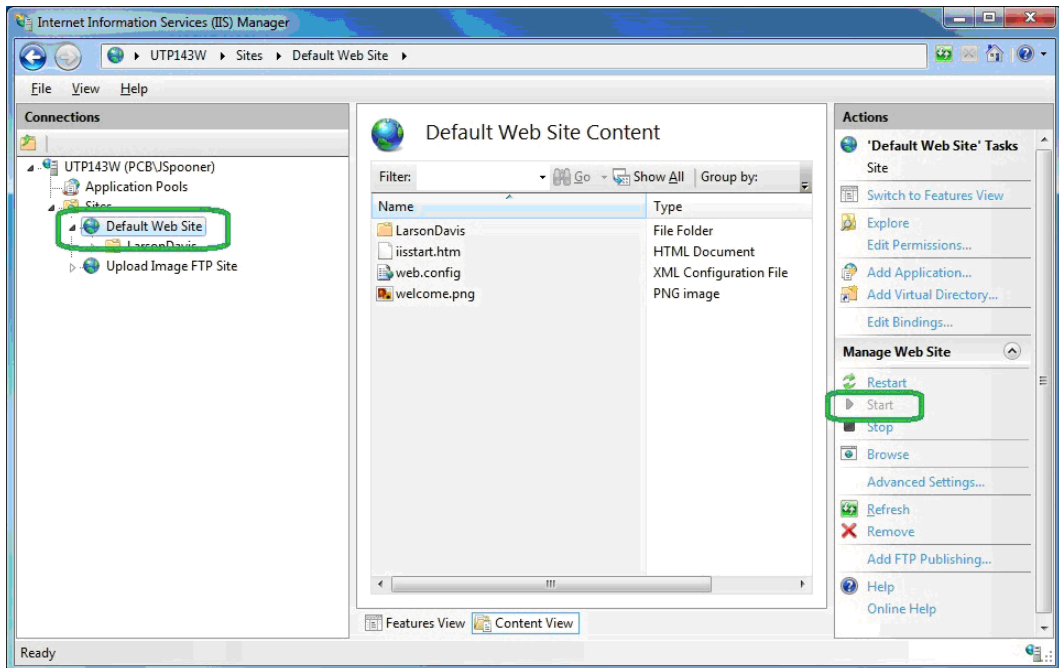 Internet Information Services (IIS) Manager
UTP143W Sites Default Web Site
File View Help
Connections
UTP143W (PCB\JSpooner)
Application Pools
Sites
Default Web Site
LarsonDavis
Upload Image FTP Site
Default Web Site Content
Filter: Go Show All Group by:
Name Type
LarsonDavis File Folder
iisstart.htm HTML Document
web.config XML Configuration File
welcome.png PNG image
Features View Content View
Actions
'Default Web Site' Tasks
Site
Switch to Features View
Explore
Edit Permissions...
Add Application...
Add Virtual Directory...
Edit Bindings...
Manage Web Site
Restart
Start
Stop
Browse
Advanced Settings...
Refresh
Remove
Add FTP Publishing...
Help
Online Help
Ready